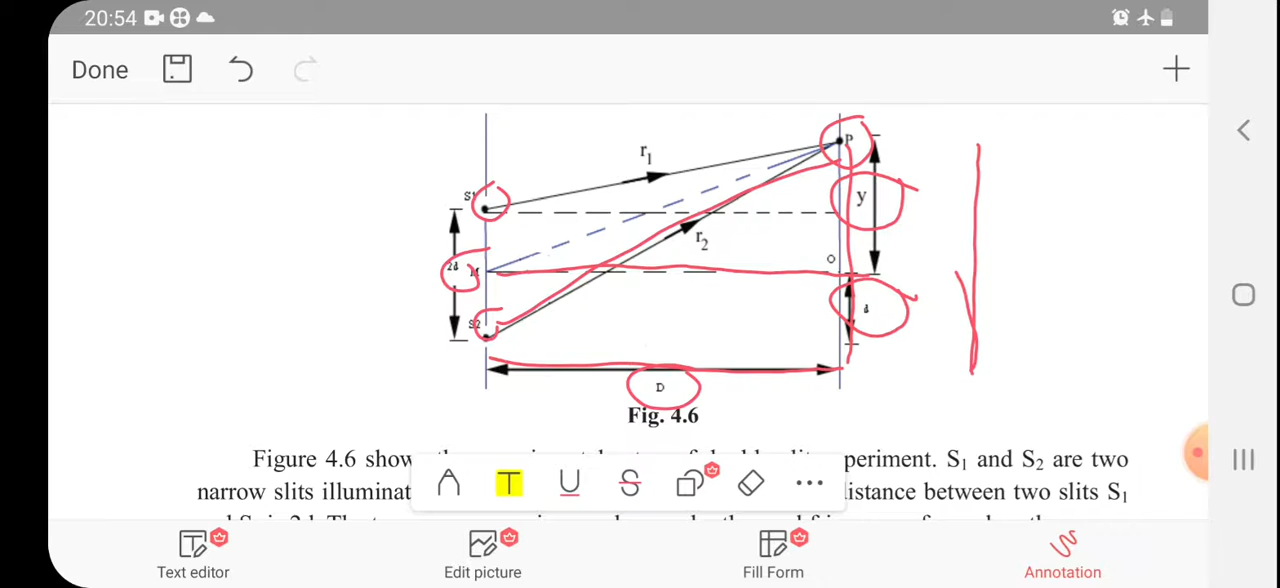 20:54
Done
r1
P
S1
y
r2
2d
M
O
S2
d
D
Fig. 4.6
Figure 4.6 show
periment. S1 and S2 are two
narrow slits illuminat
istance between two slits S1
T
U
S
Text editor
Edit picture
Fill Form
Annotation